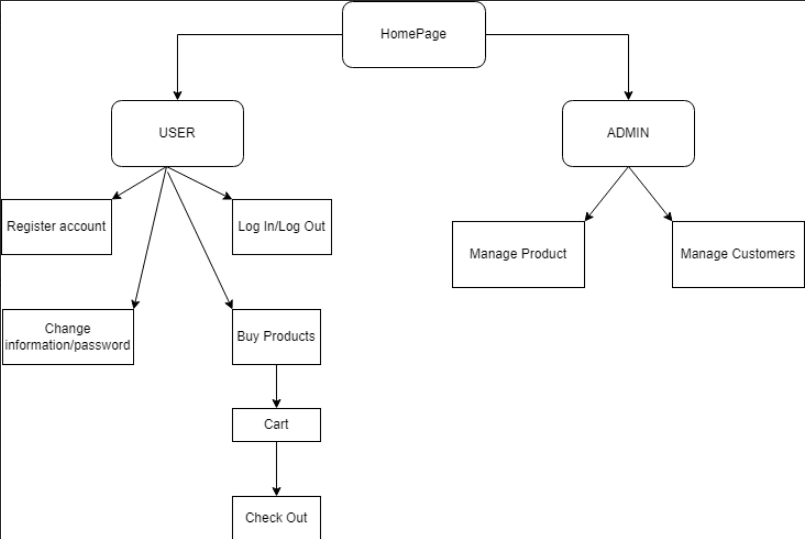 HomePage
USER
ADMIN
Register account
Log In/Log Out
Manage Product
Manage Customers
Change
information/password
Buy Products
Cart
Check Out